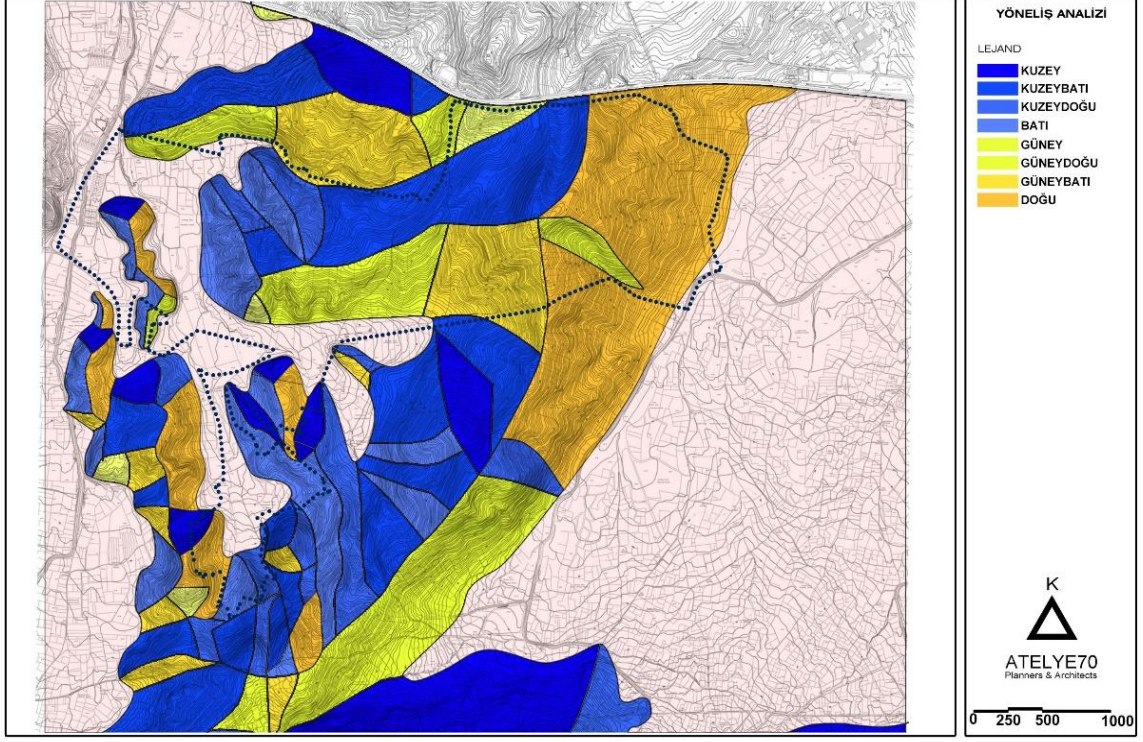 YÖNELİŞ ANALİZİ
LEJAND
KUZEY
KUZEYBATI
KUZEYDOĞU
BATI
GÜNEY
GÜNEYDOĞU
GÜNEYBATI
DOĞU
K
ATELYE70
Planners & Architects
0 250 500 1000